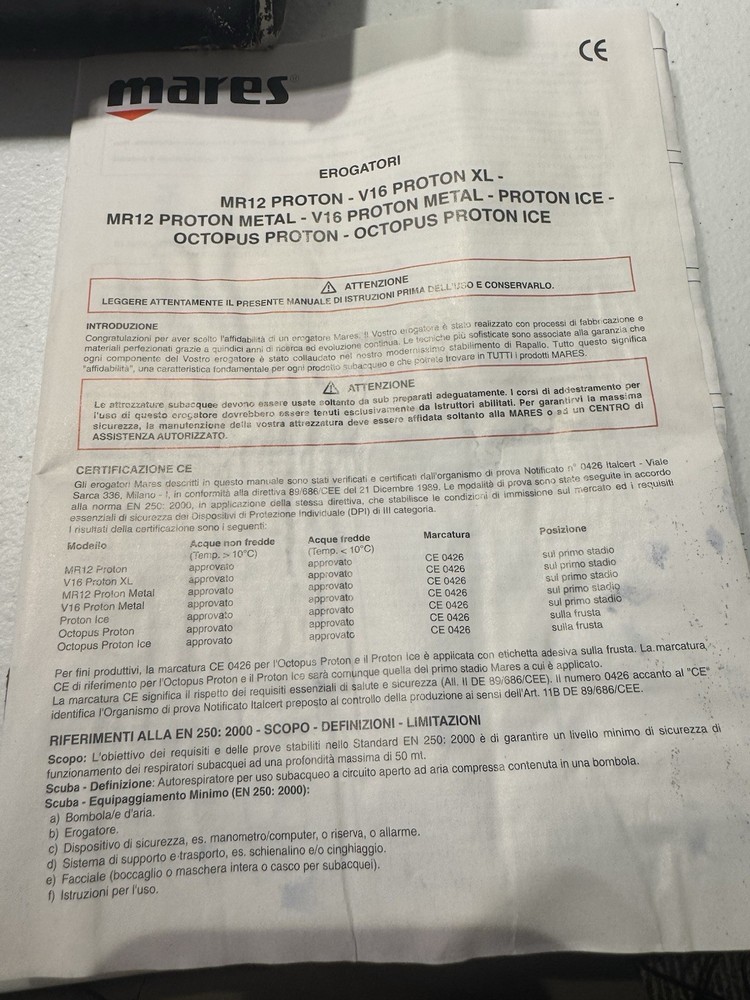 CE
mares
EROGATORI
MR12 PROTON - V16 PROTON XL -
MR12 PROTON METAL - V16 PROTON METAL - PROTON ICE -
OCTOPUS PROTON - OCTOPUS PROTON ICE
ATTENZIONE
LEGGERE ATTENTAMENTE IL PRESENTE MANUALE DI ISTRUZIONI PRIMA DELL'USO E CONSERVARLO.
INTRODUZIONE
Congratulazioni per aver scelto l'affidabilità di un erogatore Mares. Il Vostro erogatore è stato realizzato con processi di fabbricazione e
materiali perfezionati grazie a quindici anni di ricerca ed evoluzione continua. Le tecniche più sofisticate sono associate alla garanzia che
ogni componente del Vostro erogatore è stato collaudato nel nostro modernissimo stabilimento di Rapallo. Tutto questo significa
"affidabilità", una caratteristica fondamentale per ogni prodotto subacqueo e che potrete trovare in TUTTI i prodotti MARES.
ATTENZIONE
Le attrezzature subacquee devono essere usate soltanto da sub preparati adeguatamente. I corsi di addestramento per
l'uso di questo erogatore dovrebbero essere tenuti esclusivamente da istruttori abilitati. Per garantirvi la massima
sicurezza, la manutenzione della vostra attrezzatura deve essere affidata soltanto alla MARES o ad un CENTRO di
ASSISTENZA AUTORIZZATO.
CERTIFICAZIONE CE
Gli erogatori Mares descritti in questo manuale sono stati verificati e certificati dall'organismo di prova Notificato n° 0426 Italcert - Viale
Sarca 336, Milano - I, in conformità alla direttiva 89/686/CEE del 21 Dicembre 1989. Le modalità di prova sono state eseguite in accordo
alla norma EN 250: 2000, in applicazione della stessa direttiva, che stabilisce le condizioni di immissione sul mercato ed i requisiti
essenziali di sicurezza dei Dispositivi di Protezione Individuale (DPI) di III categoria.
I risultati della certificazione sono i seguenti:
Modello Acque non fredde Acque fredde Marcatura Posizione
(Temp. > 10°C) (Temp. < 10°C)
MR12 Proton approvato approvato CE 0426 sul primo stadio
V16 Proton XL approvato approvato CE 0426 sul primo stadio
MR12 Proton Metal approvato approvato CE 0426 sul primo stadio
V16 Proton Metal approvato approvato CE 0426 sul primo stadio
Proton Ice approvato approvato CE 0426 sul primo stadio
Octopus Proton approvato approvato CE 0426 sulla frusta
Octopus Proton Ice approvato approvato CE 0426 sulla frusta
Per fini produttivi, la marcatura CE 0426 per l'Octopus Proton e il Proton Ice è applicata con etichetta adesiva sulla frusta. La marcatura
CE di riferimento per l'Octopus Proton e il Proton Ice sarà comunque quella del primo stadio Mares a cui è applicato.
La marcatura CE significa il rispetto dei requisiti essenziali di salute e sicurezza (All. II DE 89/686/CEE). Il numero 0426 accanto al "CE"
identifica l'Organismo di prova Notificato Italcert preposto al controllo della produzione ai sensi dell'Art. 11B DE 89/686/CEE.
RIFERIMENTI ALLA EN 250: 2000 - SCOPO - DEFINIZIONI - LIMITAZIONI
Scopo: L'obiettivo dei requisiti e delle prove stabiliti nello Standard EN 250: 2000 è di garantire un livello minimo di sicurezza di
funzionamento dei respiratori subacquei ad una profondità massima di 50 mt.
Scuba - Definizione: Autorespiratore per uso subacqueo a circuito aperto ad aria compressa contenuta in una bombola.
Scuba - Equipaggiamento Minimo (EN 250: 2000):
a) Bombola/e d'aria.
b) Erogatore.
c) Dispositivo di sicurezza, es. manometro/computer, o riserva, o allarme.
d) Sistema di supporto e trasporto, es. schienalino e/o cinghiaggio.
e) Facciale (boccaglio o maschera intera o casco per subacquei).
f) Istruzioni per l'uso.